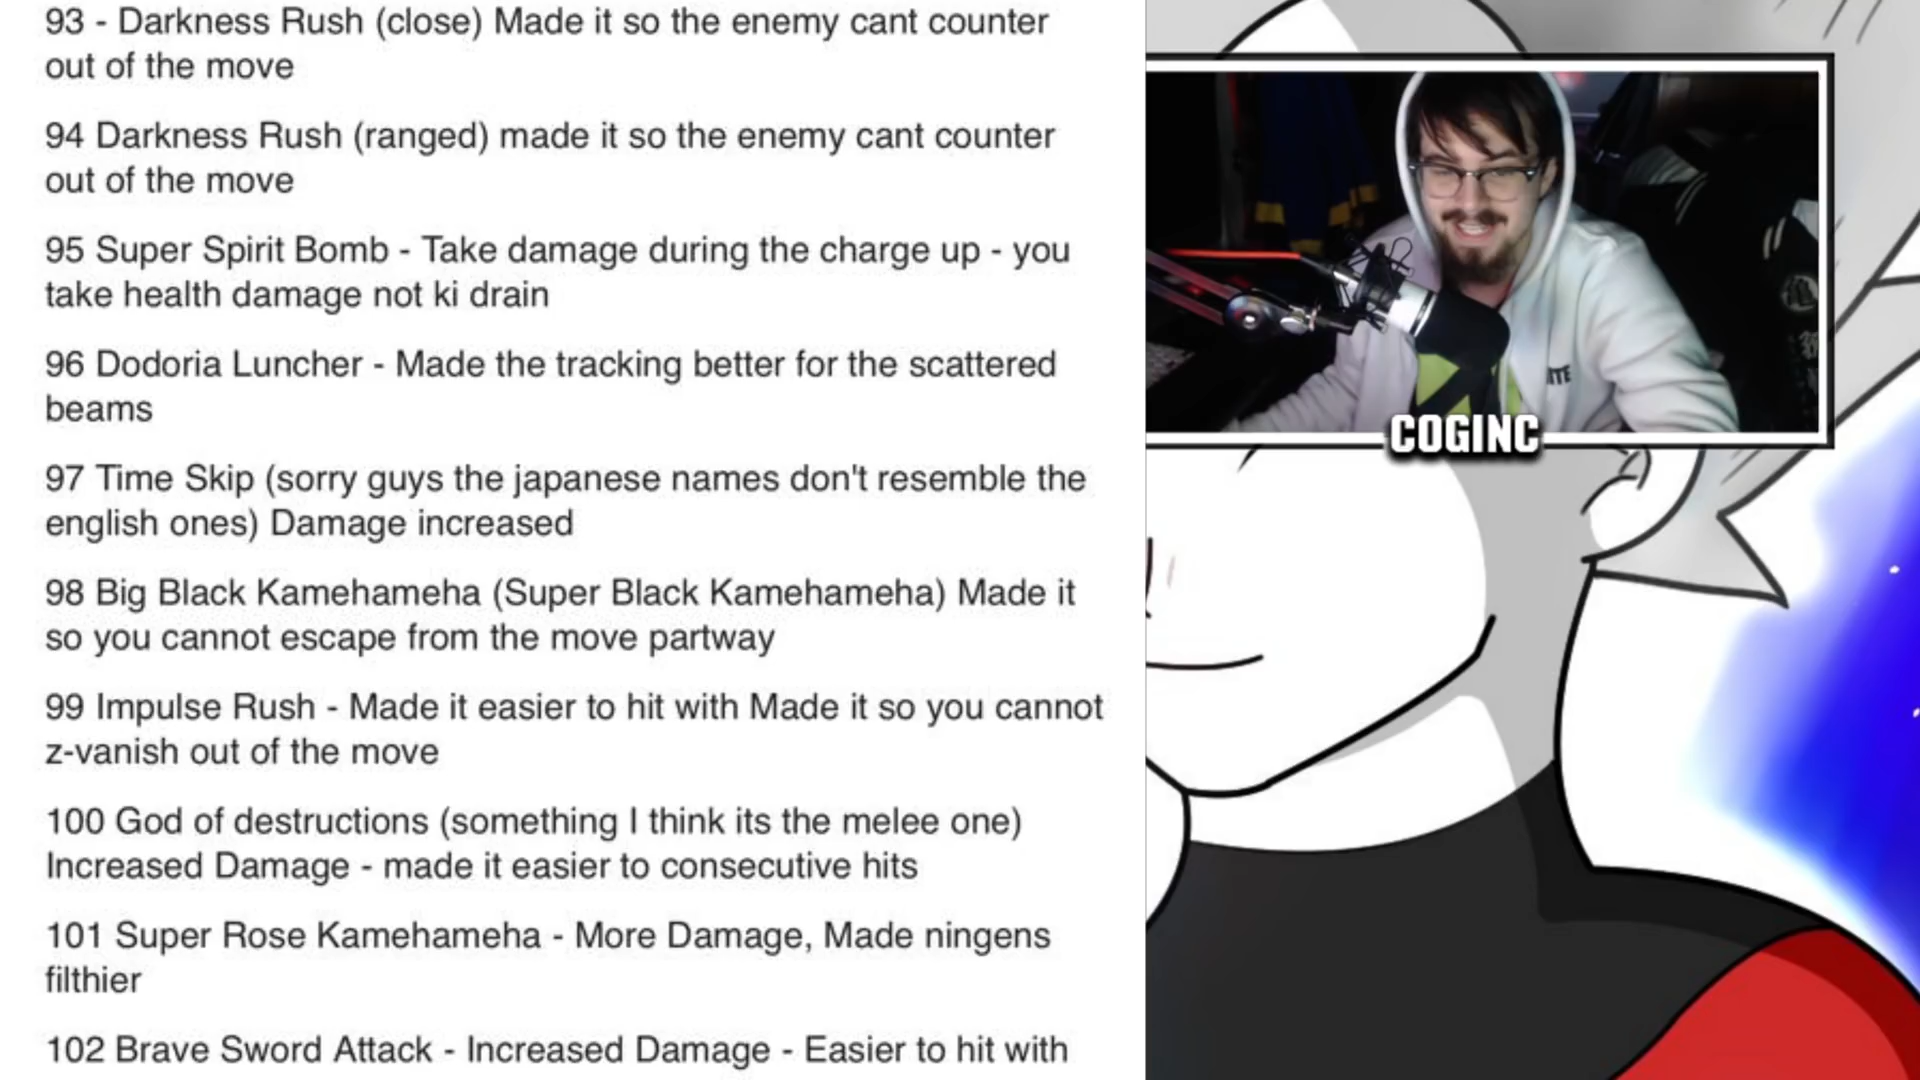 93 - Darkness Rush (close) Made it so the enemy cant counter
out of the move
94 Darkness Rush (ranged) made it so the enemy cant counter
out of the move
95 Super Spirit Bomb - Take damage during the charge up - you
take health damage not ki drain
96 Dodoria Luncher - Made the tracking better for the scattered
beams
97 Time Skip (sorry guys the japanese names don't resemble the
english ones) Damage increased
98 Big Black Kamehameha (Super Black Kamehameha) Made it
so you cannot escape from the move partway
99 Impulse Rush - Made it easier to hit with Made it so you cannot
z-vanish out of the move
100 God of destructions (something I think its the melee one)
Increased Damage - made it easier to consecutive hits
101 Super Rose Kamehameha - More Damage, Made ningens
filthier
102 Brave Sword Attack - Increased Damage - Easier to hit with
COGINC